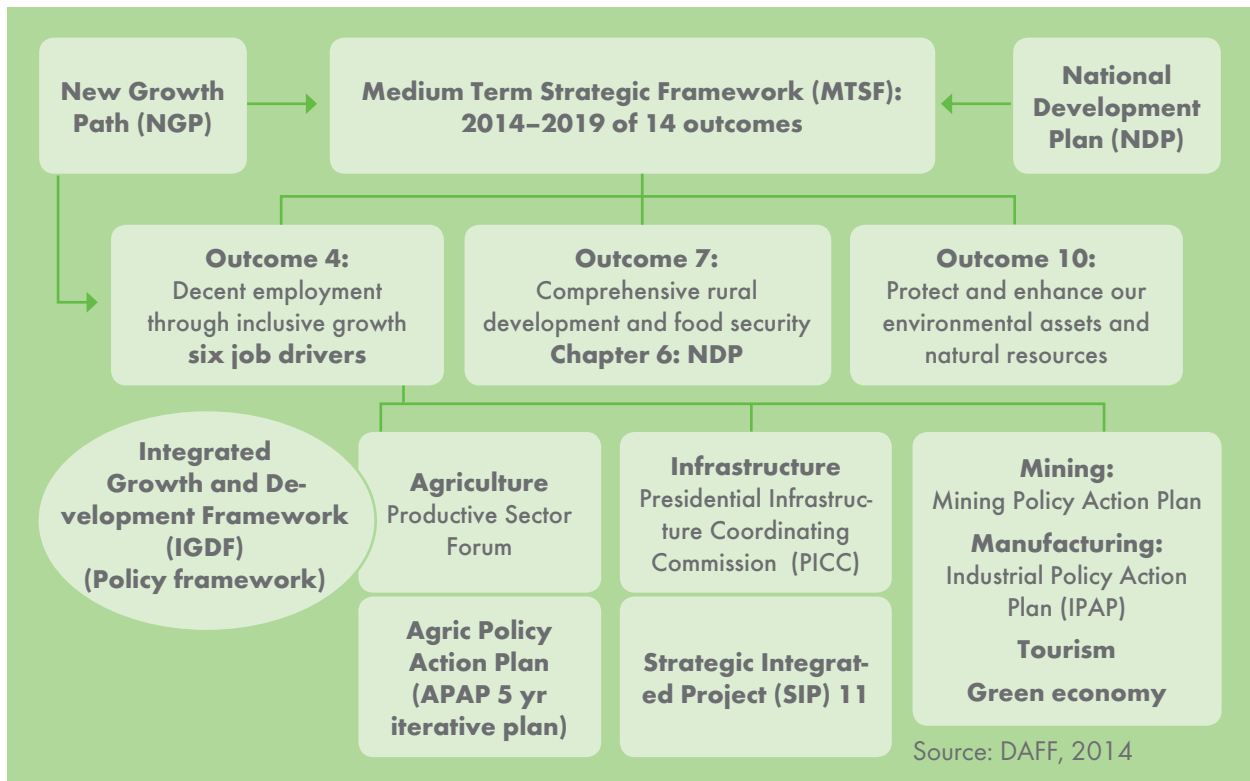 New Growth
Path (NGP)
Medium Term Strategic Framework (MTSF):
2014–2019 of 14 outcomes
National
Development
Plan (NDP)
Outcome 4:
Decent employment
through inclusive growth
six job drivers
Outcome 7:
Comprehensive rural
development and food security
Chapter 6: NDP
Outcome 10:
Protect and enhance our
environmental assets and
natural resources
Integrated
Growth and De-
velopment Framework
(IGDF)
(Policy framework)
Agriculture
Productive Sector
Forum
Infrastructure
Presidential Infrastruc-
ture Coordinating
Commission (PICC)
Mining:
Mining Policy Action Plan
Manufacturing:
Industrial Policy Action
Plan (IPAP)
Tourism
Green economy
Agric Policy
Action Plan
(APAP 5 yr
iterative plan)
Strategic Integrat-
ed Project (SIP) 11
Source: DAFF, 2014